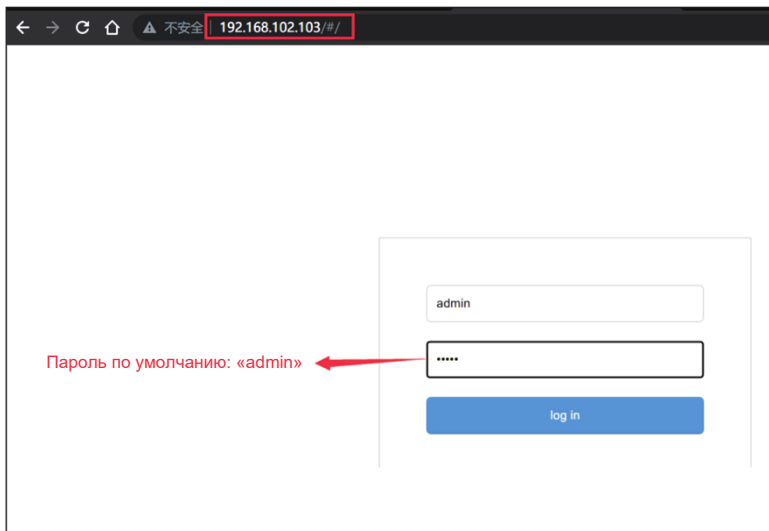 不安全 192.168.102.103/#/
admin
Пароль по умолчанию: «admin» •••••
log in